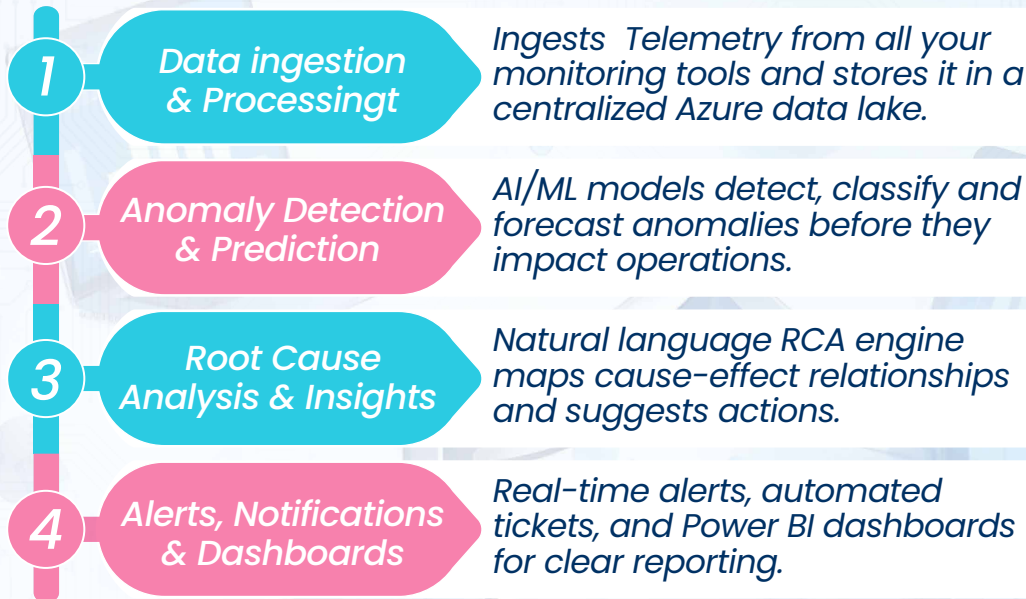 1
Data ingestion
& Processingt
Ingests  Telemetry from all your
monitoring tools and stores it in a
centralized Azure data lake.
2
Anomaly Detection
& Prediction
AI/ML models detect, classify and
forecast anomalies before they
impact operations.
3
Root Cause
Analysis & Insights
Natural language RCA engine
maps cause-effect relationships
and suggests actions.
4
Alerts, Notifications
& Dashboards
Real-time alerts, automated
tickets, and Power BI dashboards
for clear reporting.